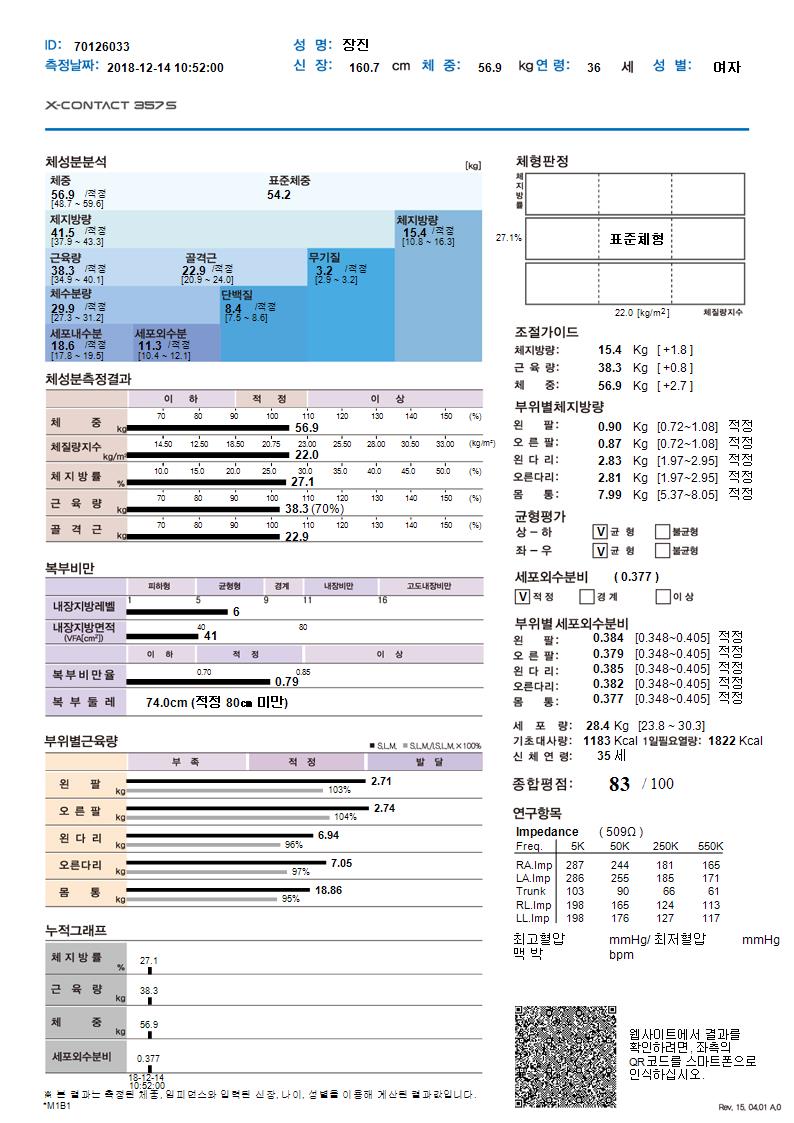 ID: 70126033 성 명: 장진
측정날짜: 2018-12-14 10:52:00 신 장: 160.7 cm 체 중: 56.9 kg 연 령: 36 세 성 별: 여자
X-CONTACT 357S
체성분분석 [kg]
체중 표준체중
56.9 /적정 54.2
[48.7 ~ 59.6]
제지방량 체지방량
41.5 /적정 15.4 /적정
[37.9 ~ 43.3] [10.8 ~ 16.3]
근육량 골격근 무기질
38.3 /적정 22.9 /적정 3.2 /적정
[34.9 ~ 40.1] [20.9 ~ 24.0] [2.9 ~ 3.2]
체수분량 단백질
29.9 /적정 8.4 /적정
[27.3 ~ 31.2] [7.5 ~ 8.6]
세포내수분 세포외수분
18.6 /적정 11.3 /적정
[17.8 ~ 19.5] [10.4 ~ 12.1]
체성분측정결과
이 하 적 정 이 상
70 80 90 100 110 120 130 140 150 (%)
체 중 kg 56.9
14.50 12.50 18.50 20.75 23.00 25.50 28.00 30.50 33.00 (kg/m²)
체질량지수 kg/m² 22.0
10.0 15.0 20.0 25.0 30.0 35.0 40.0 45.0 50.0 (%)
체 지 방 률 % 27.1
70 80 90 100 110 120 130 140 150 (%)
근 육 량 kg 38.3 (70%)
70 80 90 100 110 120 130 140 150 (%)
골 격 근 kg 22.9
복부비만
피하형 균형형 경계 내장비만 고도내장비만
1 5 9 11 16
내장지방레벨 6
40 80
내장지방면적 (VFA[cm²]) 41
이 하 적 정 이 상
0.70 0.85
복부비만율 0.79
복 부 둘 레 74.0cm (적정 80㎝ 미만)
부위별근육량 ■ S.L.M. ■ S.L.M./I.S.L.M.×100%
부 족 적 정 발 달
왼 팔 kg 2.71
103%
오 른 팔 kg 2.74
104%
왼 다 리 kg 6.94
96%
오른다리 kg 7.05
97%
몸 통 kg 18.86
95%
누적그래프
체 지 방 률 % 27.1
근 육 량 kg 38.3
체 중 kg 56.9
세포외수분비 0.377
18-12-14
10:52:00
※ 본 결과는 측정된 체중, 임피던스와 입력된 신장, 나이, 성별를 이용해 계산된 결과값입니다.
*M1B1
체형판정
체지방률
27.1% 표준체형
22.0 [kg/m²] 체질량지수
조절가이드
체지방량: 15.4 Kg [ +1.8 ]
근 육 량: 38.3 Kg [ +0.8 ]
체 중: 56.9 Kg [ +2.7 ]
부위별체지방량
왼 팔: 0.90 Kg [0.72~1.08] 적정
오 른 팔: 0.87 Kg [0.72~1.08] 적정
왼 다 리: 2.83 Kg [1.97~2.95] 적정
오른다리: 2.81 Kg [1.97~2.95] 적정
몸 통: 7.99 Kg [5.37~8.05] 적정
균형평가
상 – 하 V 균 형 불균형
좌 – 우 V 균 형 불균형
세포외수분비 ( 0.377 )
V 적 정 경 계 이 상
부위별 세포외수분비
왼 팔: 0.384 [0.348~0.405] 적정
오 른 팔: 0.379 [0.348~0.405] 적정
왼 다 리: 0.385 [0.348~0.405] 적정
오른다리: 0.382 [0.348~0.405] 적정
몸 통: 0.377 [0.348~0.405] 적정
세 포 량: 28.4 Kg [23.8 ~ 30.3]
기초대사량: 1183 Kcal 1일필요열량: 1822 Kcal
신 체 연 령: 35 세
종합평점: 83 / 100
연구항목
Impedance ( 509Ω )
Freq. 5K 50K 250K 550K
RA.Imp 287 244 181 165
LA.Imp 286 255 185 171
Trunk 103 90 66 61
RL.Imp 198 165 124 113
LL.Imp 198 176 127 117
최고혈압 mmHg/ 최저혈압 mmHg
맥 박 bpm
웹사이트에서 결과를
확인하려면, 좌측의
QR코드를 스마트폰으로
인식하십시오.
Rev, 15, 04,01 A,0